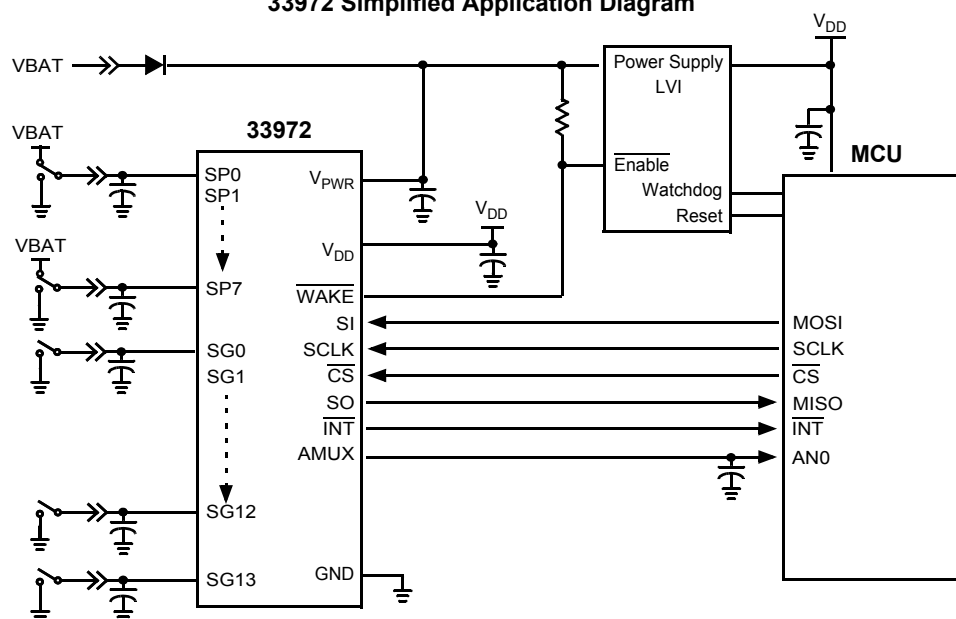 33972 Simplified Application Diagram
VDD
VBAT
Power Supply
LVI
VBAT
33972
Enable
MCU
SP0
SP1
VPWR
Watchdog
Reset
VDD
VBAT
VDD
SP7
WAKE
SI
MOSI
SG0
SCLK
SCLK
SG1
CS
CS
SO
MISO
INT
INT
AMUX
AN0
SG12
SG13
GND